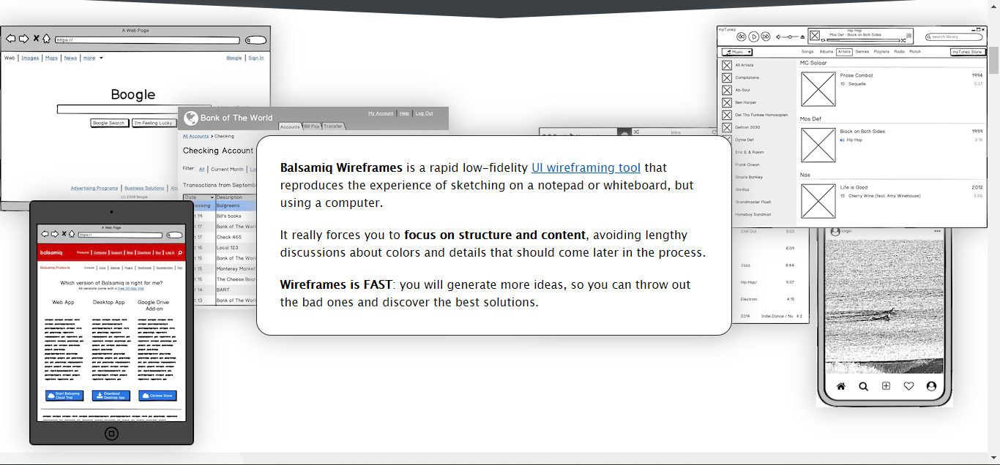 A Web Page
https://
Web Images Maps News more
iBoogle Sign In
Boogle
Boogle Search I'm Feeling Lucky
Advertising Programs Business Solutions
(c) 2008 Boogle
Bank of The World
My Account Help Log Out
Accounts Bill Pay Transfer
All Accounts > Checking
Checking Account
Filter: All Current Month
Transactions from
Date Description
Balgreens
19 Bill's books
17 Bank of The
17 Check 465
16 Local 123
15 Bank of The
15 Monterey Market
15 The Cheese
14 BART
13 Bank of The
A Web Page
https://
balsamiq Products Company Support Blog Download Buy Log In
Balsamiq Products
Which version of Balsamiq is right for me?
All versions come with a free 30-day trial
Web App Desktop App Google Drive
Add-on
Start Balsamiq Cloud Trial
Download Desktop App
Chrome Store
Balsamiq Wireframes is a rapid low-fidelity UI wireframing tool that
reproduces the experience of sketching on a notepad or whiteboard, but
using a computer.
It really forces you to focus on structure and content, avoiding lengthy
discussions about colors and details that should come later in the process.
Wireframes is FAST: you will generate more ideas, so you can throw out
the bad ones and discover the best solutions.
Intro
myTunez
Hip Hop
Mos Def - Black on Both Sides
search library
Music
Songs Albums Artists Genres Playlists Radio Match
myTunez Store
All Artists
Compilations
Ab-Soul
Ben Harper
Del Tha Funkee Homosapien
Deltron 3030
Dyme Def
Eric B. & Rakim
Frank Ocean
Gnarls Barkley
Gorillaz
Grandmaster Flash
Homeboy Sandman
MC Solaar
Prose Combat 1994
10 Sequelle 3:37
Mos Def
Black on Both Sides 1999
Hip Hop 3:16
Nas
Life is Good 2012
13 Cherry Wine (feat. Amy Winehouse) 5:56
Chill Out 5:03
6:09
Jazz 8:44
Hip-Hop/ 5:07
Electroni 4:15
2014 Indie Dance / Nu 4:2
Virgin